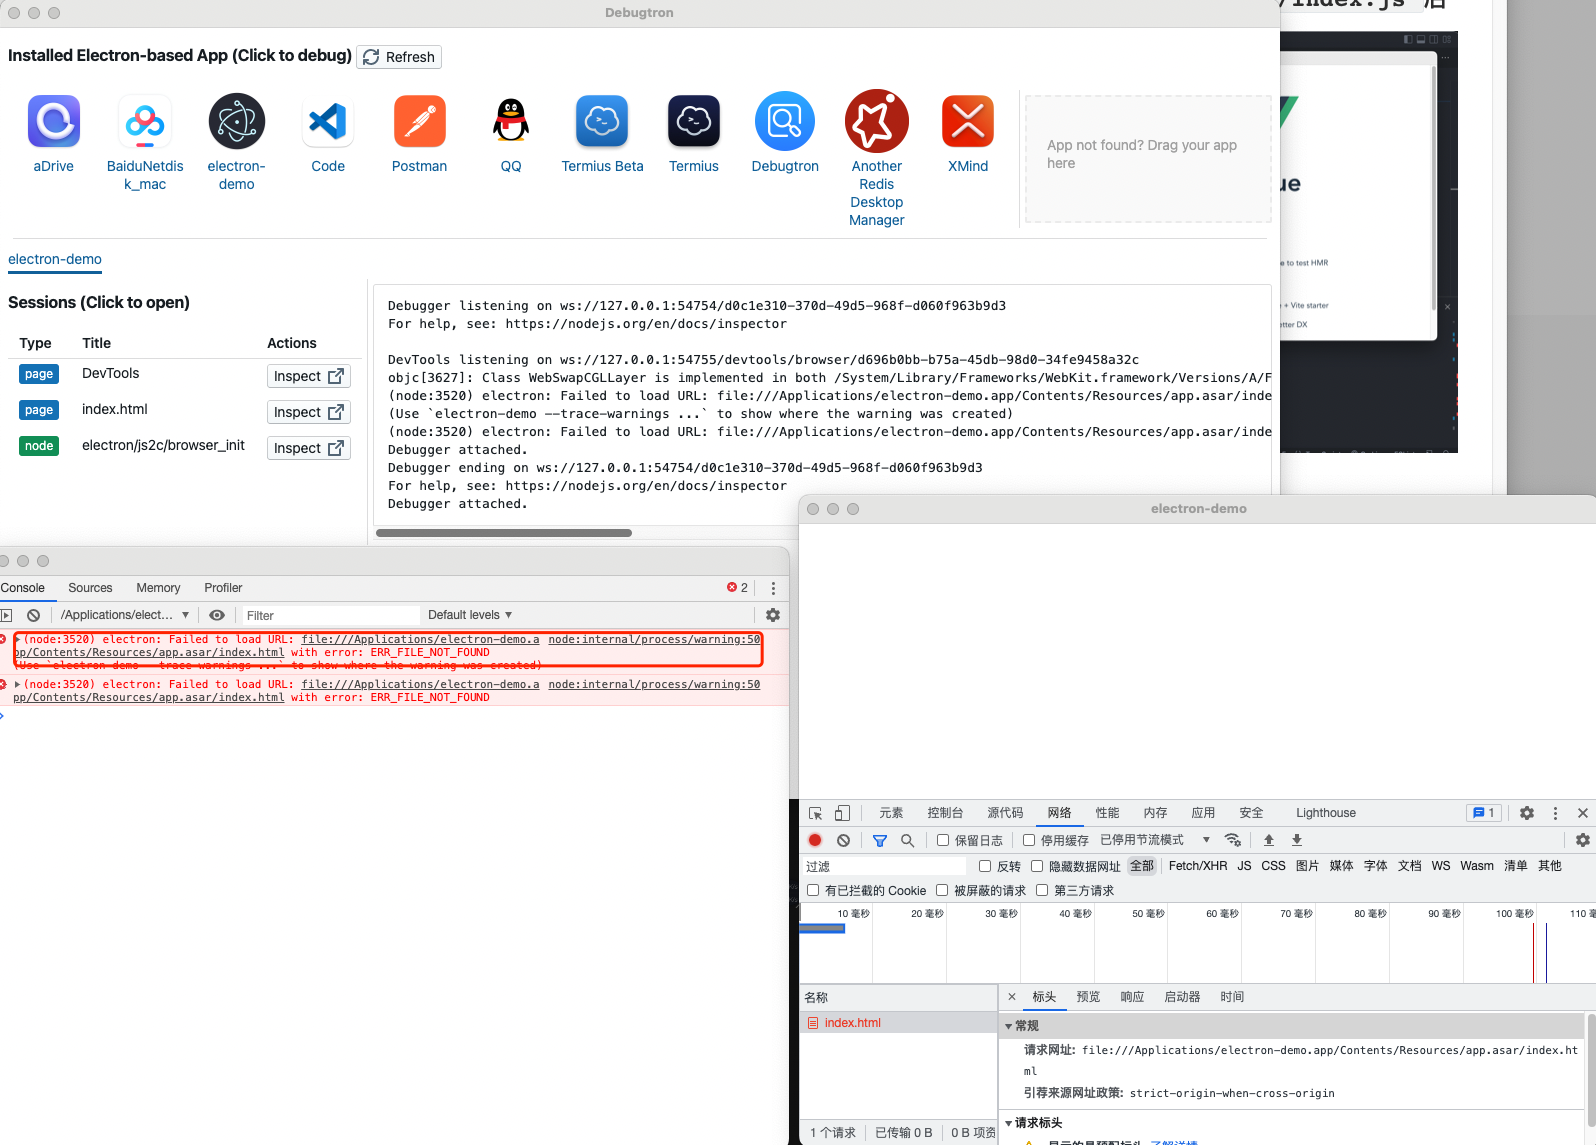 Debugtron
/index.js 后
Installed Electron-based App (Click to debug) Refresh
aDrive
BaiduNetdis
k_mac
electron-
demo
Code
Postman
QQ
Termius Beta
Termius
Debugtron
Another
Redis
Desktop
Manager
XMind
App not found? Drag your app
here
ue
e to test HMR
+ Vite starter
etter DX
electron-demo
Sessions (Click to open)
Type Title Actions
page DevTools Inspect
page index.html Inspect
node electron/js2c/browser_init Inspect
Debugger listening on ws://127.0.0.1:54754/d0c1e310-370d-49d5-968f-d060f963b9d3
For help, see: https://nodejs.org/en/docs/inspector
DevTools listening on ws://127.0.0.1:54755/devtools/browser/d696b0bb-b75a-45db-98d0-34fe9458a32c
objc[3627]: Class WebSwapCGLLayer is implemented in both /System/Library/Frameworks/WebKit.framework/Versions/A/F
(node:3520) electron: Failed to load URL: file:///Applications/electron-demo.app/Contents/Resources/app.asar/inde
(Use `electron-demo --trace-warnings ...` to show where the warning was created)
(node:3520) electron: Failed to load URL: file:///Applications/electron-demo.app/Contents/Resources/app.asar/inde
Debugger attached.
Debugger ending on ws://127.0.0.1:54754/d0c1e310-370d-49d5-968f-d060f963b9d3
For help, see: https://nodejs.org/en/docs/inspector
Debugger attached.
Console Sources Memory Profiler 2
/Applications/elect... Filter Default levels
(node:3520) electron: Failed to load URL: file:///Applications/electron-demo.a node:internal/process/warning:50
pp/Contents/Resources/app.asar/index.html with error: ERR_FILE_NOT_FOUND
(Use `electron-demo --trace-warnings ...` to show where the warning was created)
(node:3520) electron: Failed to load URL: file:///Applications/electron-demo.a node:internal/process/warning:50
pp/Contents/Resources/app.asar/index.html with error: ERR_FILE_NOT_FOUND
electron-demo
元素 控制台 源代码 网络 性能 内存 应用 安全 Lighthouse 1
保留日志 停用缓存 已停用节流模式
过滤 反转 隐藏数据网址 全部 Fetch/XHR JS CSS 图片 媒体 字体 文档 WS Wasm 清单 其他
有已拦截的 Cookie 被屏蔽的请求 第三方请求
10 毫秒 20 毫秒 30 毫秒 40 毫秒 50 毫秒 60 毫秒 70 毫秒 80 毫秒 90 毫秒 100 毫秒 110 毫
名称
index.html
标头 预览 响应 启动器 时间
常规
请求网址: file:///Applications/electron-demo.app/Contents/Resources/app.asar/index.ht
ml
引荐来源网址政策: strict-origin-when-cross-origin
请求标头
1 个请求 已传输 0 B 0 B 项资